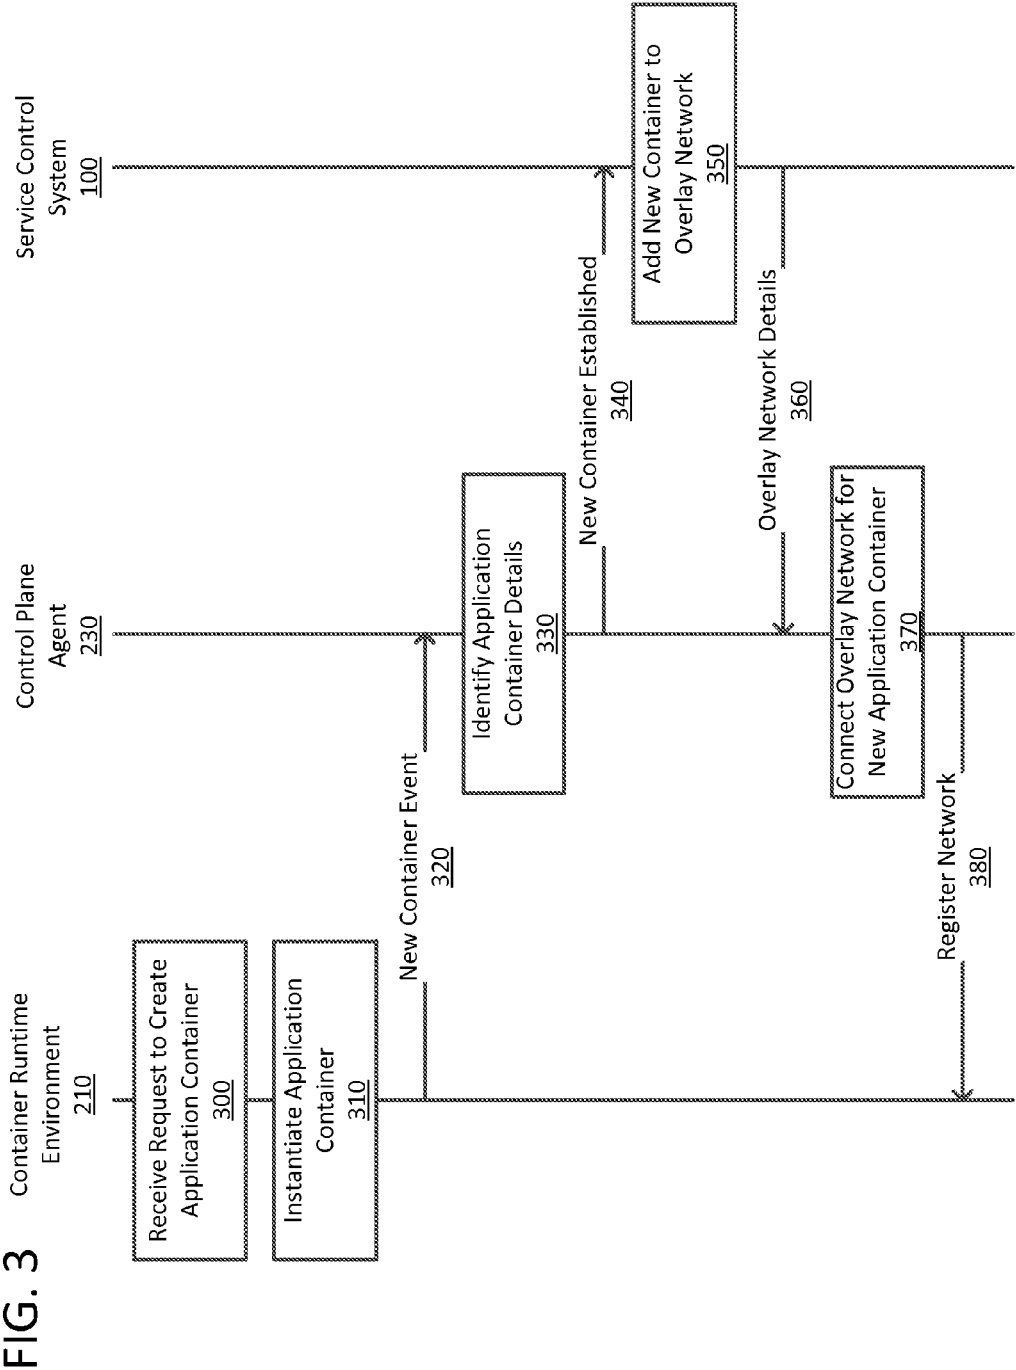 FIG. 3
Container Runtime
Environment
210
Control Plane
Agent
230
Service Control
System
100
Receive Request to Create
Application Container
300
Instantiate Application
Container
310
New Container Event
320
Identify Application
Container Details
330
New Container Established
340
Add New Container to
Overlay Network
350
Overlay Network Details
360
Connect Overlay Network for
New Application Container
370
Register Network
380